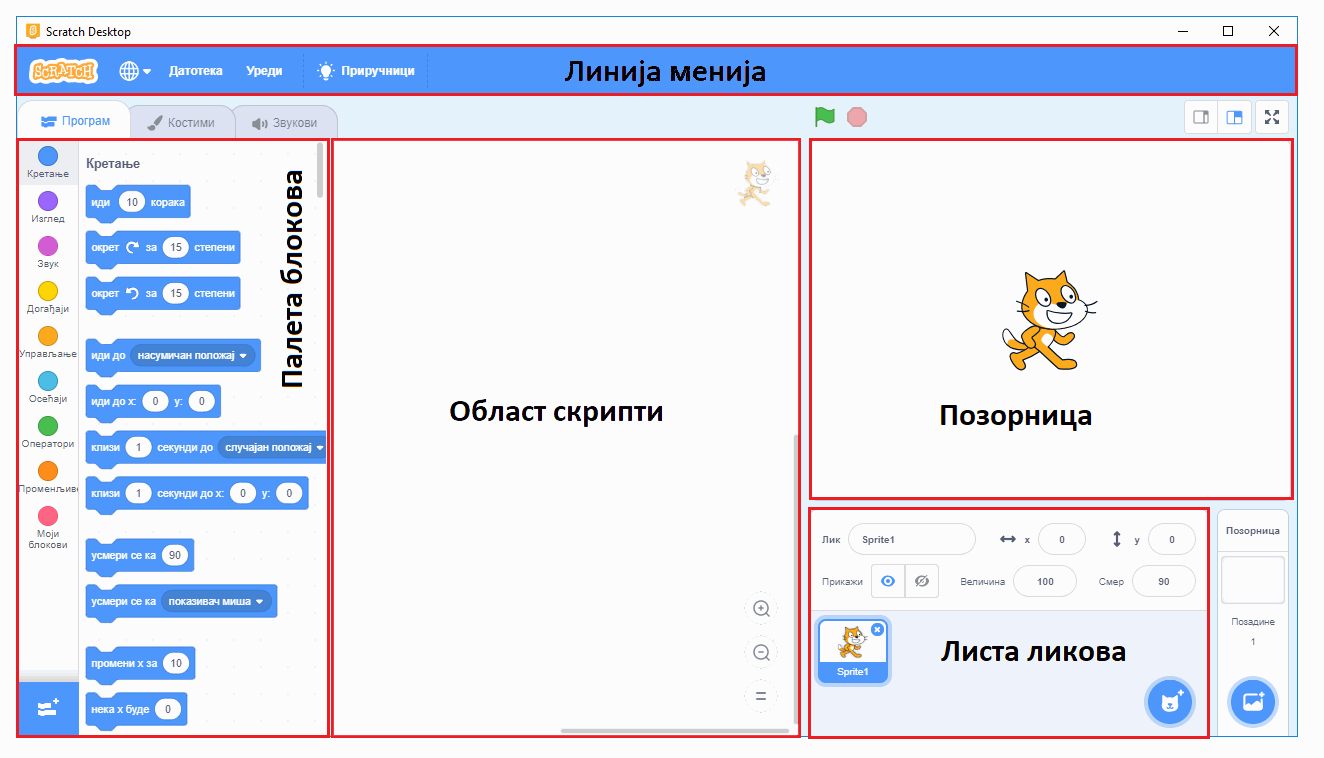 Scratch Desktop
SCRATCH
Датотека Уреди Приручници
Линија менија
Програм Костими Звукови
Кретање
Изглед
Звук
Догађаји
Управљање
Осећаји
Оператори
Променљиве
Моји
блокови
Кретање
иди 10 корака
окрет за 15 степени
окрет за 15 степени
иди до насумичан положај
иди до x: 0 y: 0
клизи 1 секунди до случајан положај
клизи 1 секунди до x: 0 y: 0
усмери се ка 90
усмери се ка показивач миша
промени x за 10
нека x буде 0
Палета блокова
Област скрипти
Позорница
Лик Sprite1 x 0 y 0
Прикажи Величина 100 Смер 90
Sprite1
Листа ликова
Позорница
Позадине
1